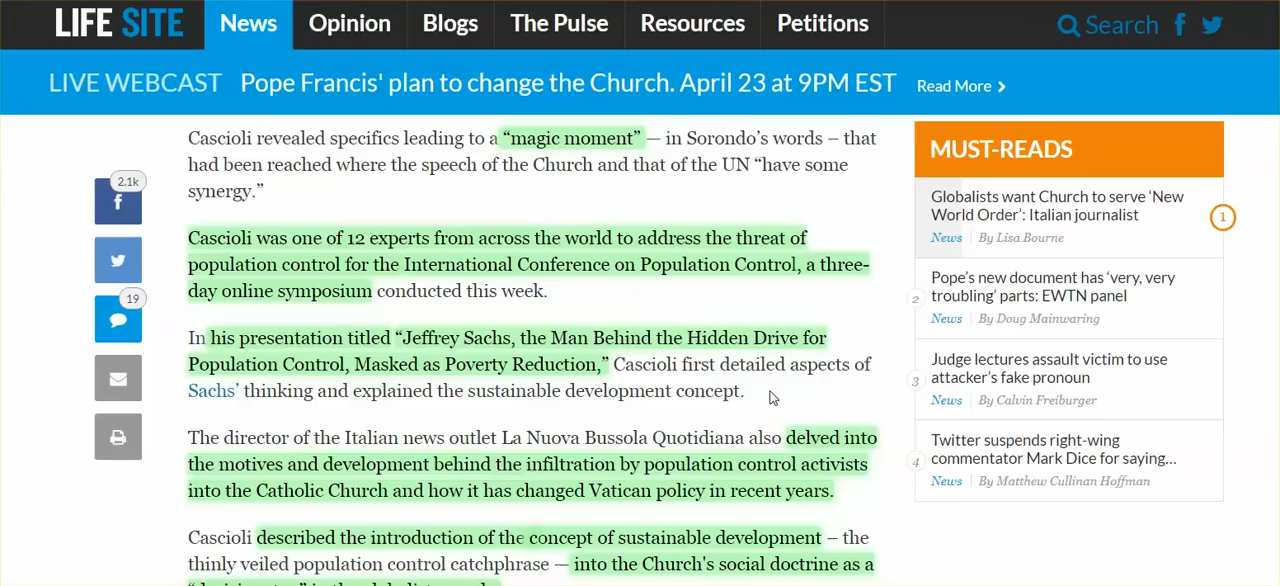 LIFE SITE
News
Opinion
Blogs
The Pulse
Resources
Petitions
Search
LIVE WEBCAST Pope Francis' plan to change the Church. April 23 at 9PM EST Read More
2.1k
19
Cascioli revealed specifics leading to a “magic moment” — in Sorondo’s words – that
had been reached where the speech of the Church and that of the UN “have some
synergy.”
Cascioli was one of 12 experts from across the world to address the threat of
population control for the International Conference on Population Control, a three-
day online symposium conducted this week.
In his presentation titled “Jeffrey Sachs, the Man Behind the Hidden Drive for
Population Control, Masked as Poverty Reduction,” Cascioli first detailed aspects of
Sachs’ thinking and explained the sustainable development concept.
The director of the Italian news outlet La Nuova Bussola Quotidiana also delved into
the motives and development behind the infiltration by population control activists
into the Catholic Church and how it has changed Vatican policy in recent years.
Cascioli described the introduction of the concept of sustainable development – the
thinly veiled population control catchphrase — into the Church's social doctrine as a
MUST-READS
Globalists want Church to serve ‘New
World Order’: Italian journalist
News | By Lisa Bourne
1
Pope’s new document has ‘very, very
troubling’ parts: EWTN panel
News | By Doug Mainwaring
2
Judge lectures assault victim to use
attacker’s fake pronoun
News | By Calvin Freiburger
3
Twitter suspends right-wing
commentator Mark Dice for saying...
News | By Matthew Cullinan Hoffman
4